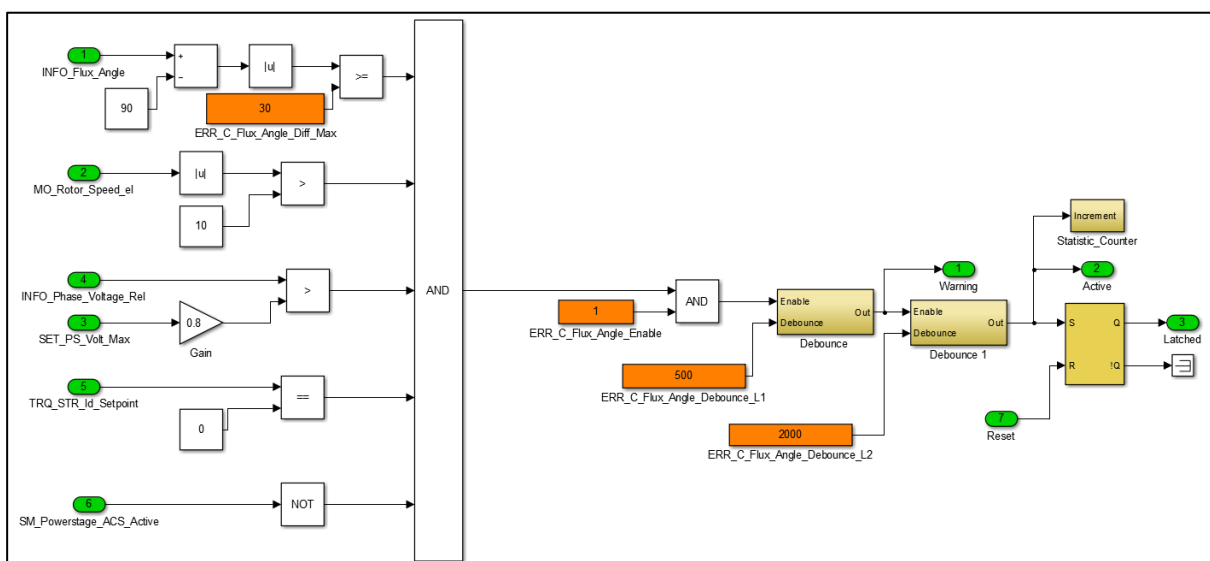 1
INFO_Flux_Angle
+
−
|u|
>=
90
30
ERR_C_Flux_Angle_Diff_Max
2
MO_Rotor_Speed_el
|u|
>
10
4
INFO_Phase_Voltage_Rel
>
3
SET_PS_Volt_Max
0.8
Gain
5
TRQ_STR_Id_Setpoint
==
0
6
SM_Powerstage_ACS_Active
NOT
AND
1
ERR_C_Flux_Angle_Enable
AND
500
ERR_C_Flux_Angle_Debounce_L1
Enable
Debounce
Out
Debounce
2000
ERR_C_Flux_Angle_Debounce_L2
1
Warning
Enable
Debounce
Out
Debounce 1
Increment
Statistic_Counter
2
Active
S
Q
R
!Q
3
Latched
7
Reset